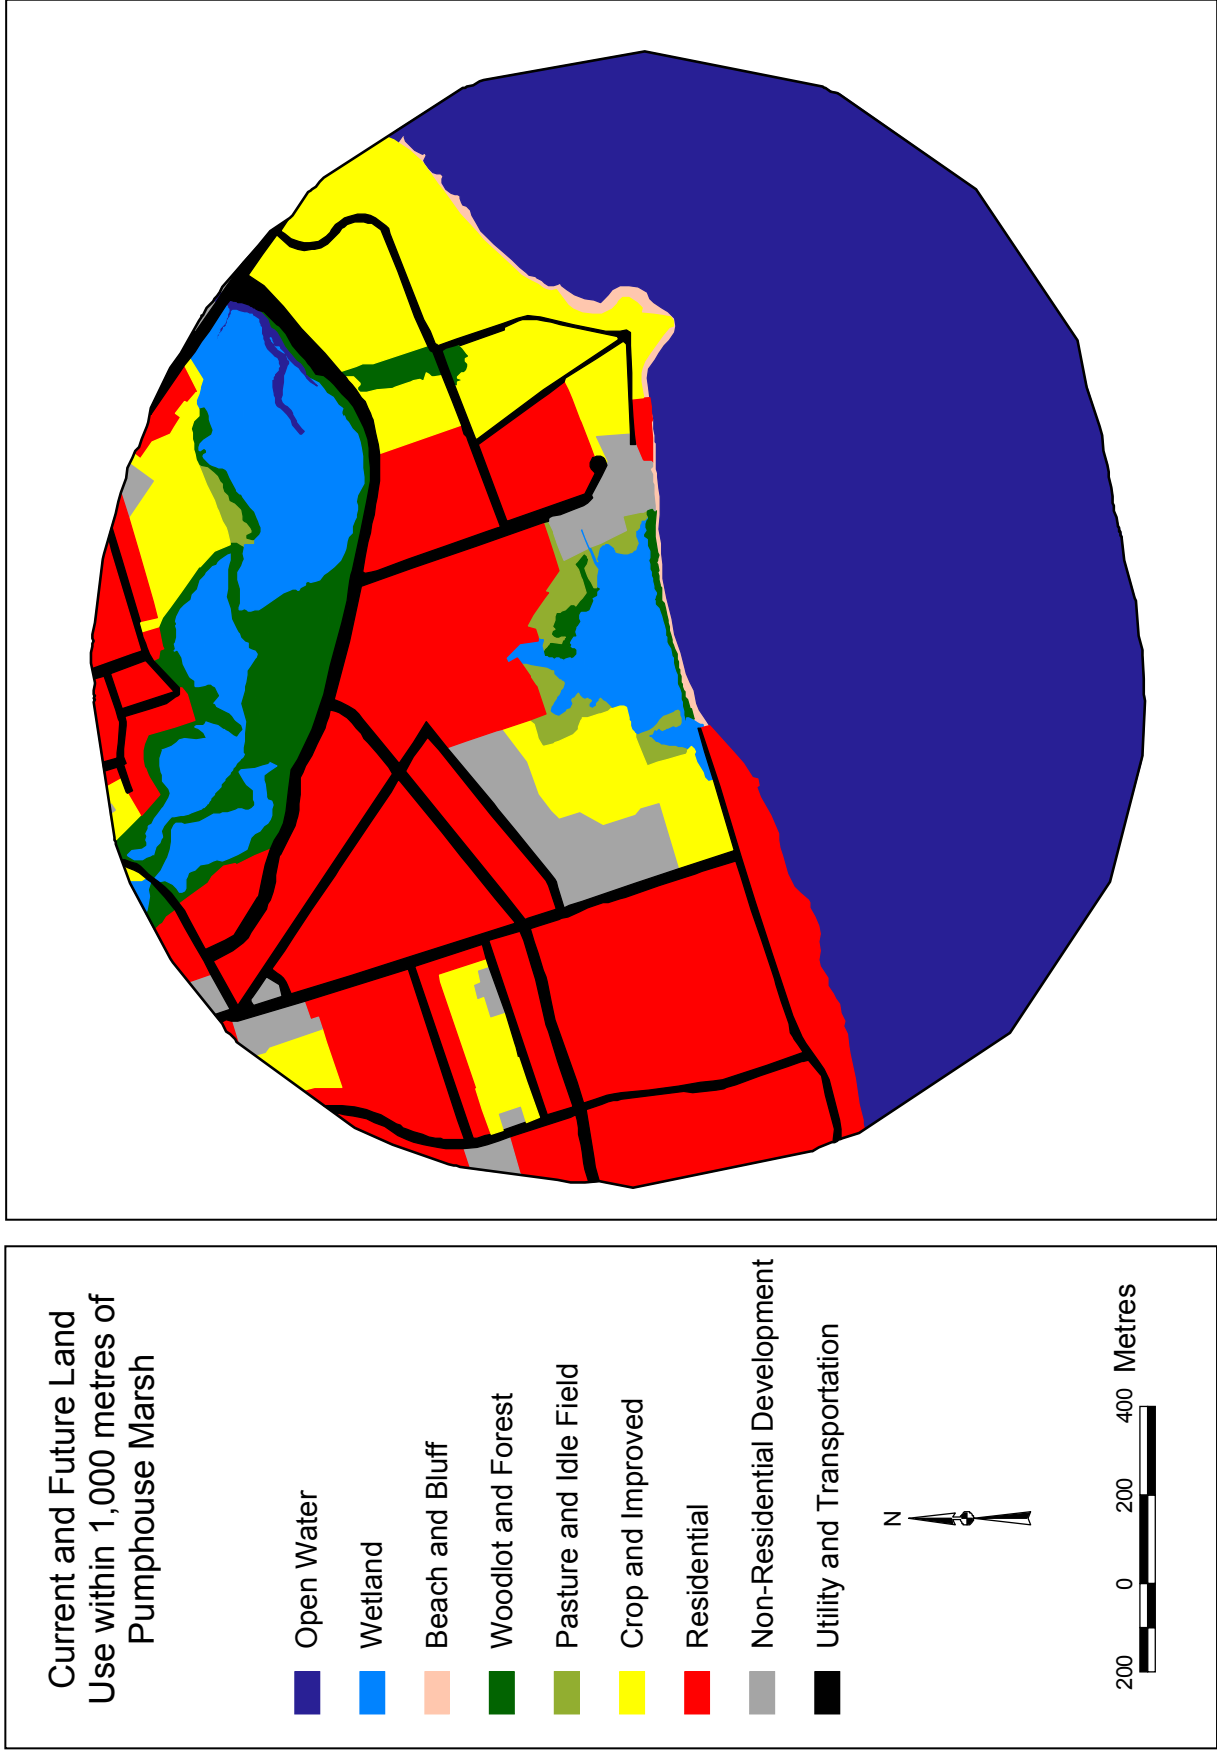 Current and Future Land
Use within 1,000 metres of
Pumphouse Marsh
Open Water
Wetland
Beach and Bluff
Woodlot and Forest
Pasture and Idle Field
Crop and Improved
Residential
Non-Residential Development
Utility and Transportation
N
200 0 200 400 Metres